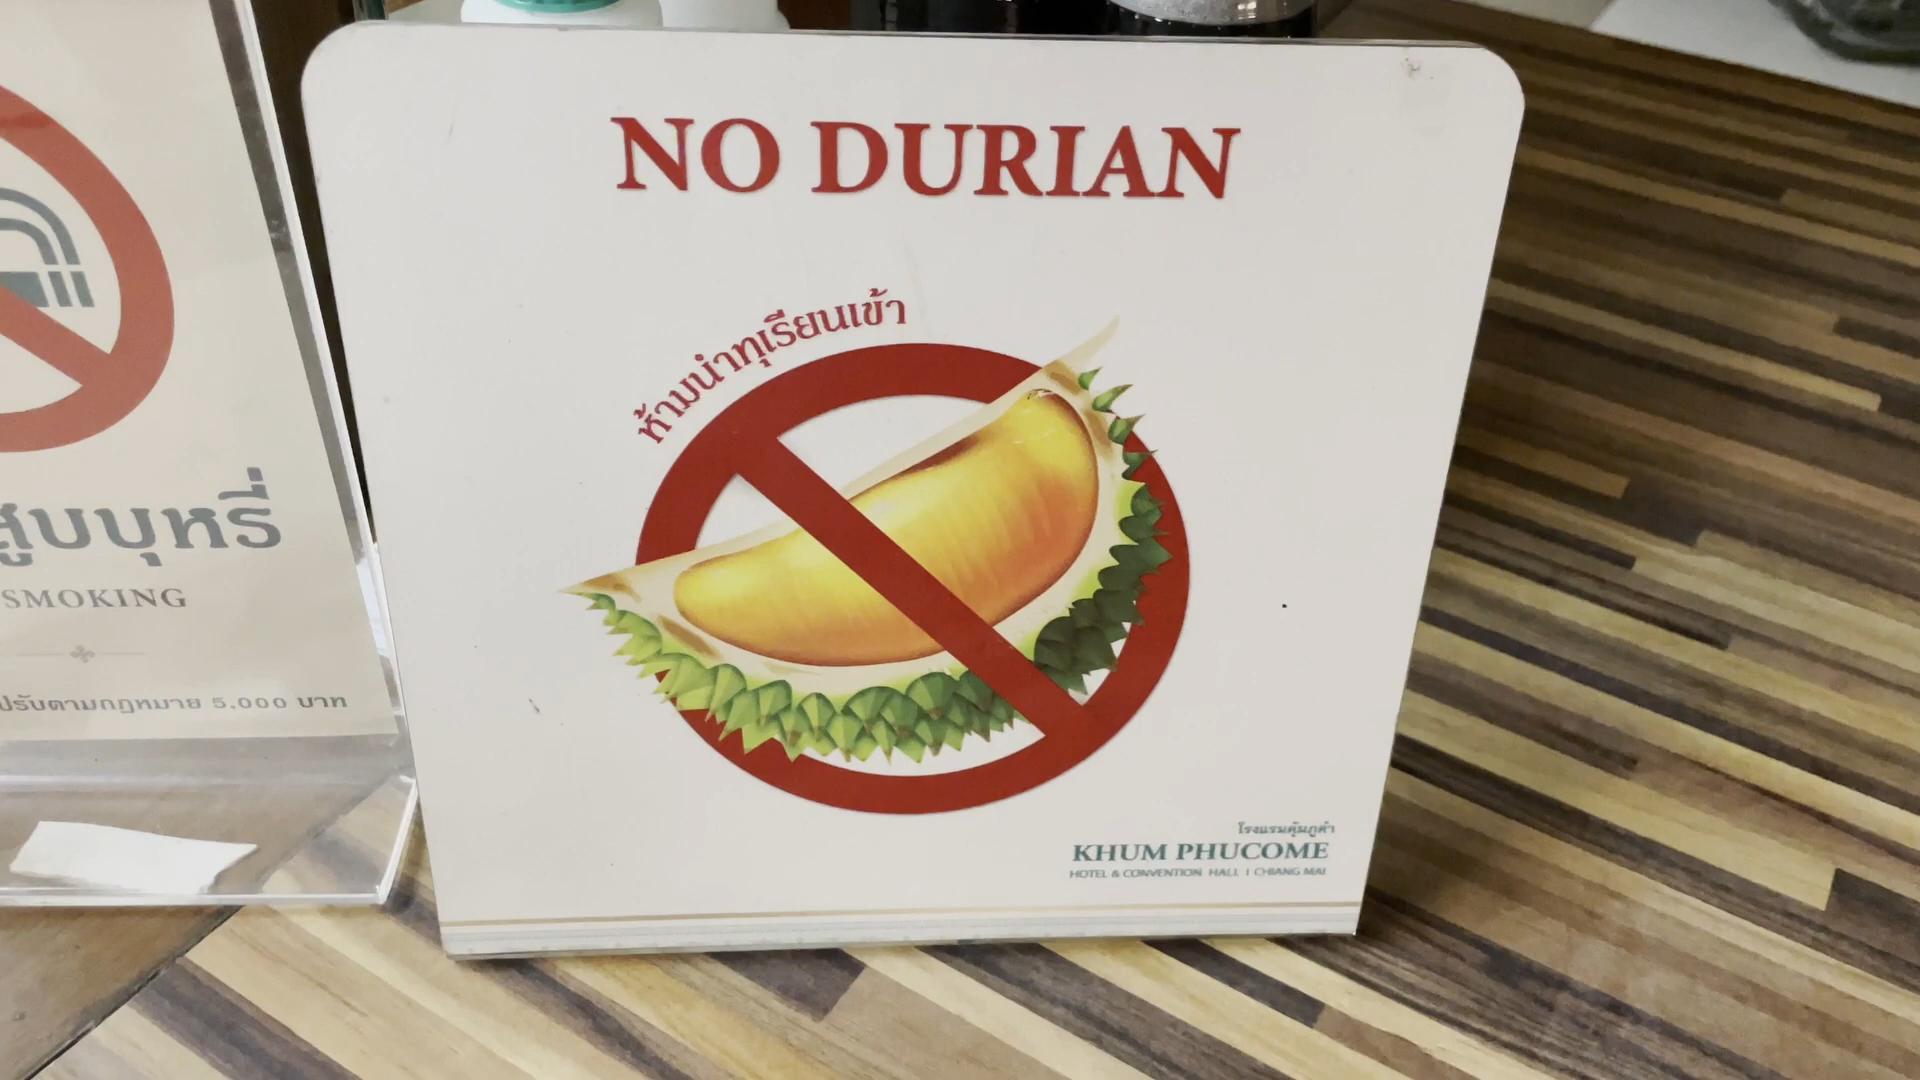 สูบบุหรี่
SMOKING
ปรับตามกฎหมาย 5,000 บาท
NO DURIAN
ห้ามนำทุเรียนเข้า
โรงแรมคุ้มภูคำ
KHUM PHUCOME
HOTEL & CONVENTION HALL | CHIANG MAI